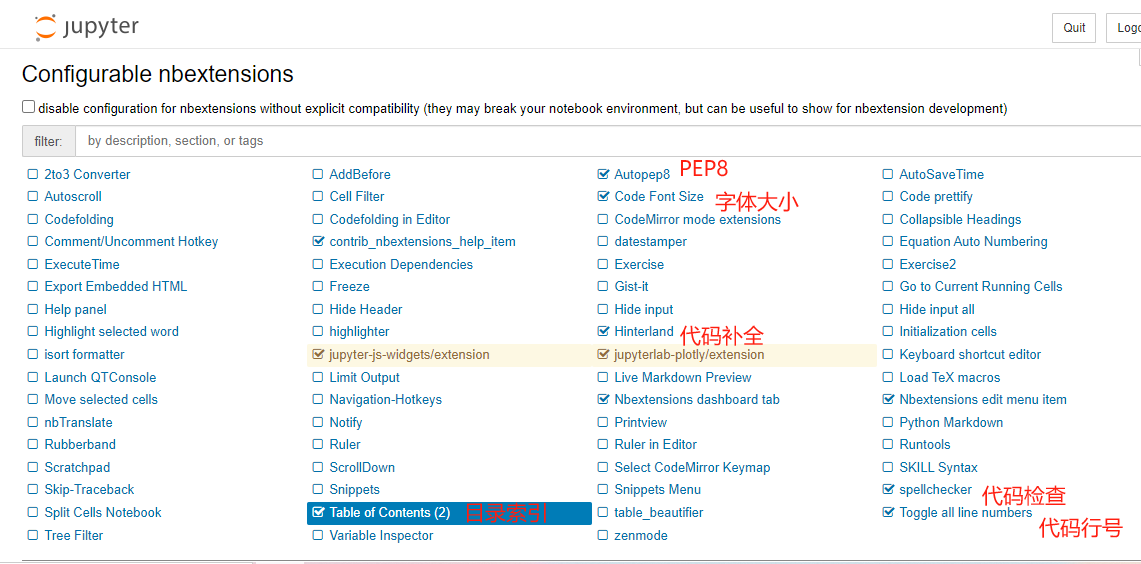 jupyter
Quit Logo
Configurable nbextensions
disable configuration for nbextensions without explicit compatibility (they may break your notebook environment, but can be useful to show for nbextension development)
filter: by description, section, or tags
2to3 Converter AddBefore Autopep8 PEP8 AutoSaveTime
Autoscroll Cell Filter Code Font Size 字体大小 Code prettify
Codefolding Codefolding in Editor CodeMirror mode extensions Collapsible Headings
Comment/Uncomment Hotkey contrib_nbextensions_help_item datestamper Equation Auto Numbering
ExecuteTime Execution Dependencies Exercise Exercise2
Export Embedded HTML Freeze Gist-it Go to Current Running Cells
Help panel Hide Header Hide input Hide input all
Highlight selected word highlighter Hinterland 代码补全 Initialization cells
isort formatter jupyter-js-widgets/extension jupyterlab-plotly/extension Keyboard shortcut editor
Launch QTConsole Limit Output Live Markdown Preview Load TeX macros
Move selected cells Navigation-Hotkeys Nbextensions dashboard tab Nbextensions edit menu item
nbTranslate Notify Printview Python Markdown
Rubberband Ruler Ruler in Editor Runtools
Scratchpad ScrollDown Select CodeMirror Keymap SKILL Syntax
Skip-Traceback Snippets Snippets Menu spellchecker 代码检查
Split Cells Notebook Table of Contents (2) 目录索引 table_beautifier Toggle all line numbers 代码行号
Tree Filter Variable Inspector zenmode